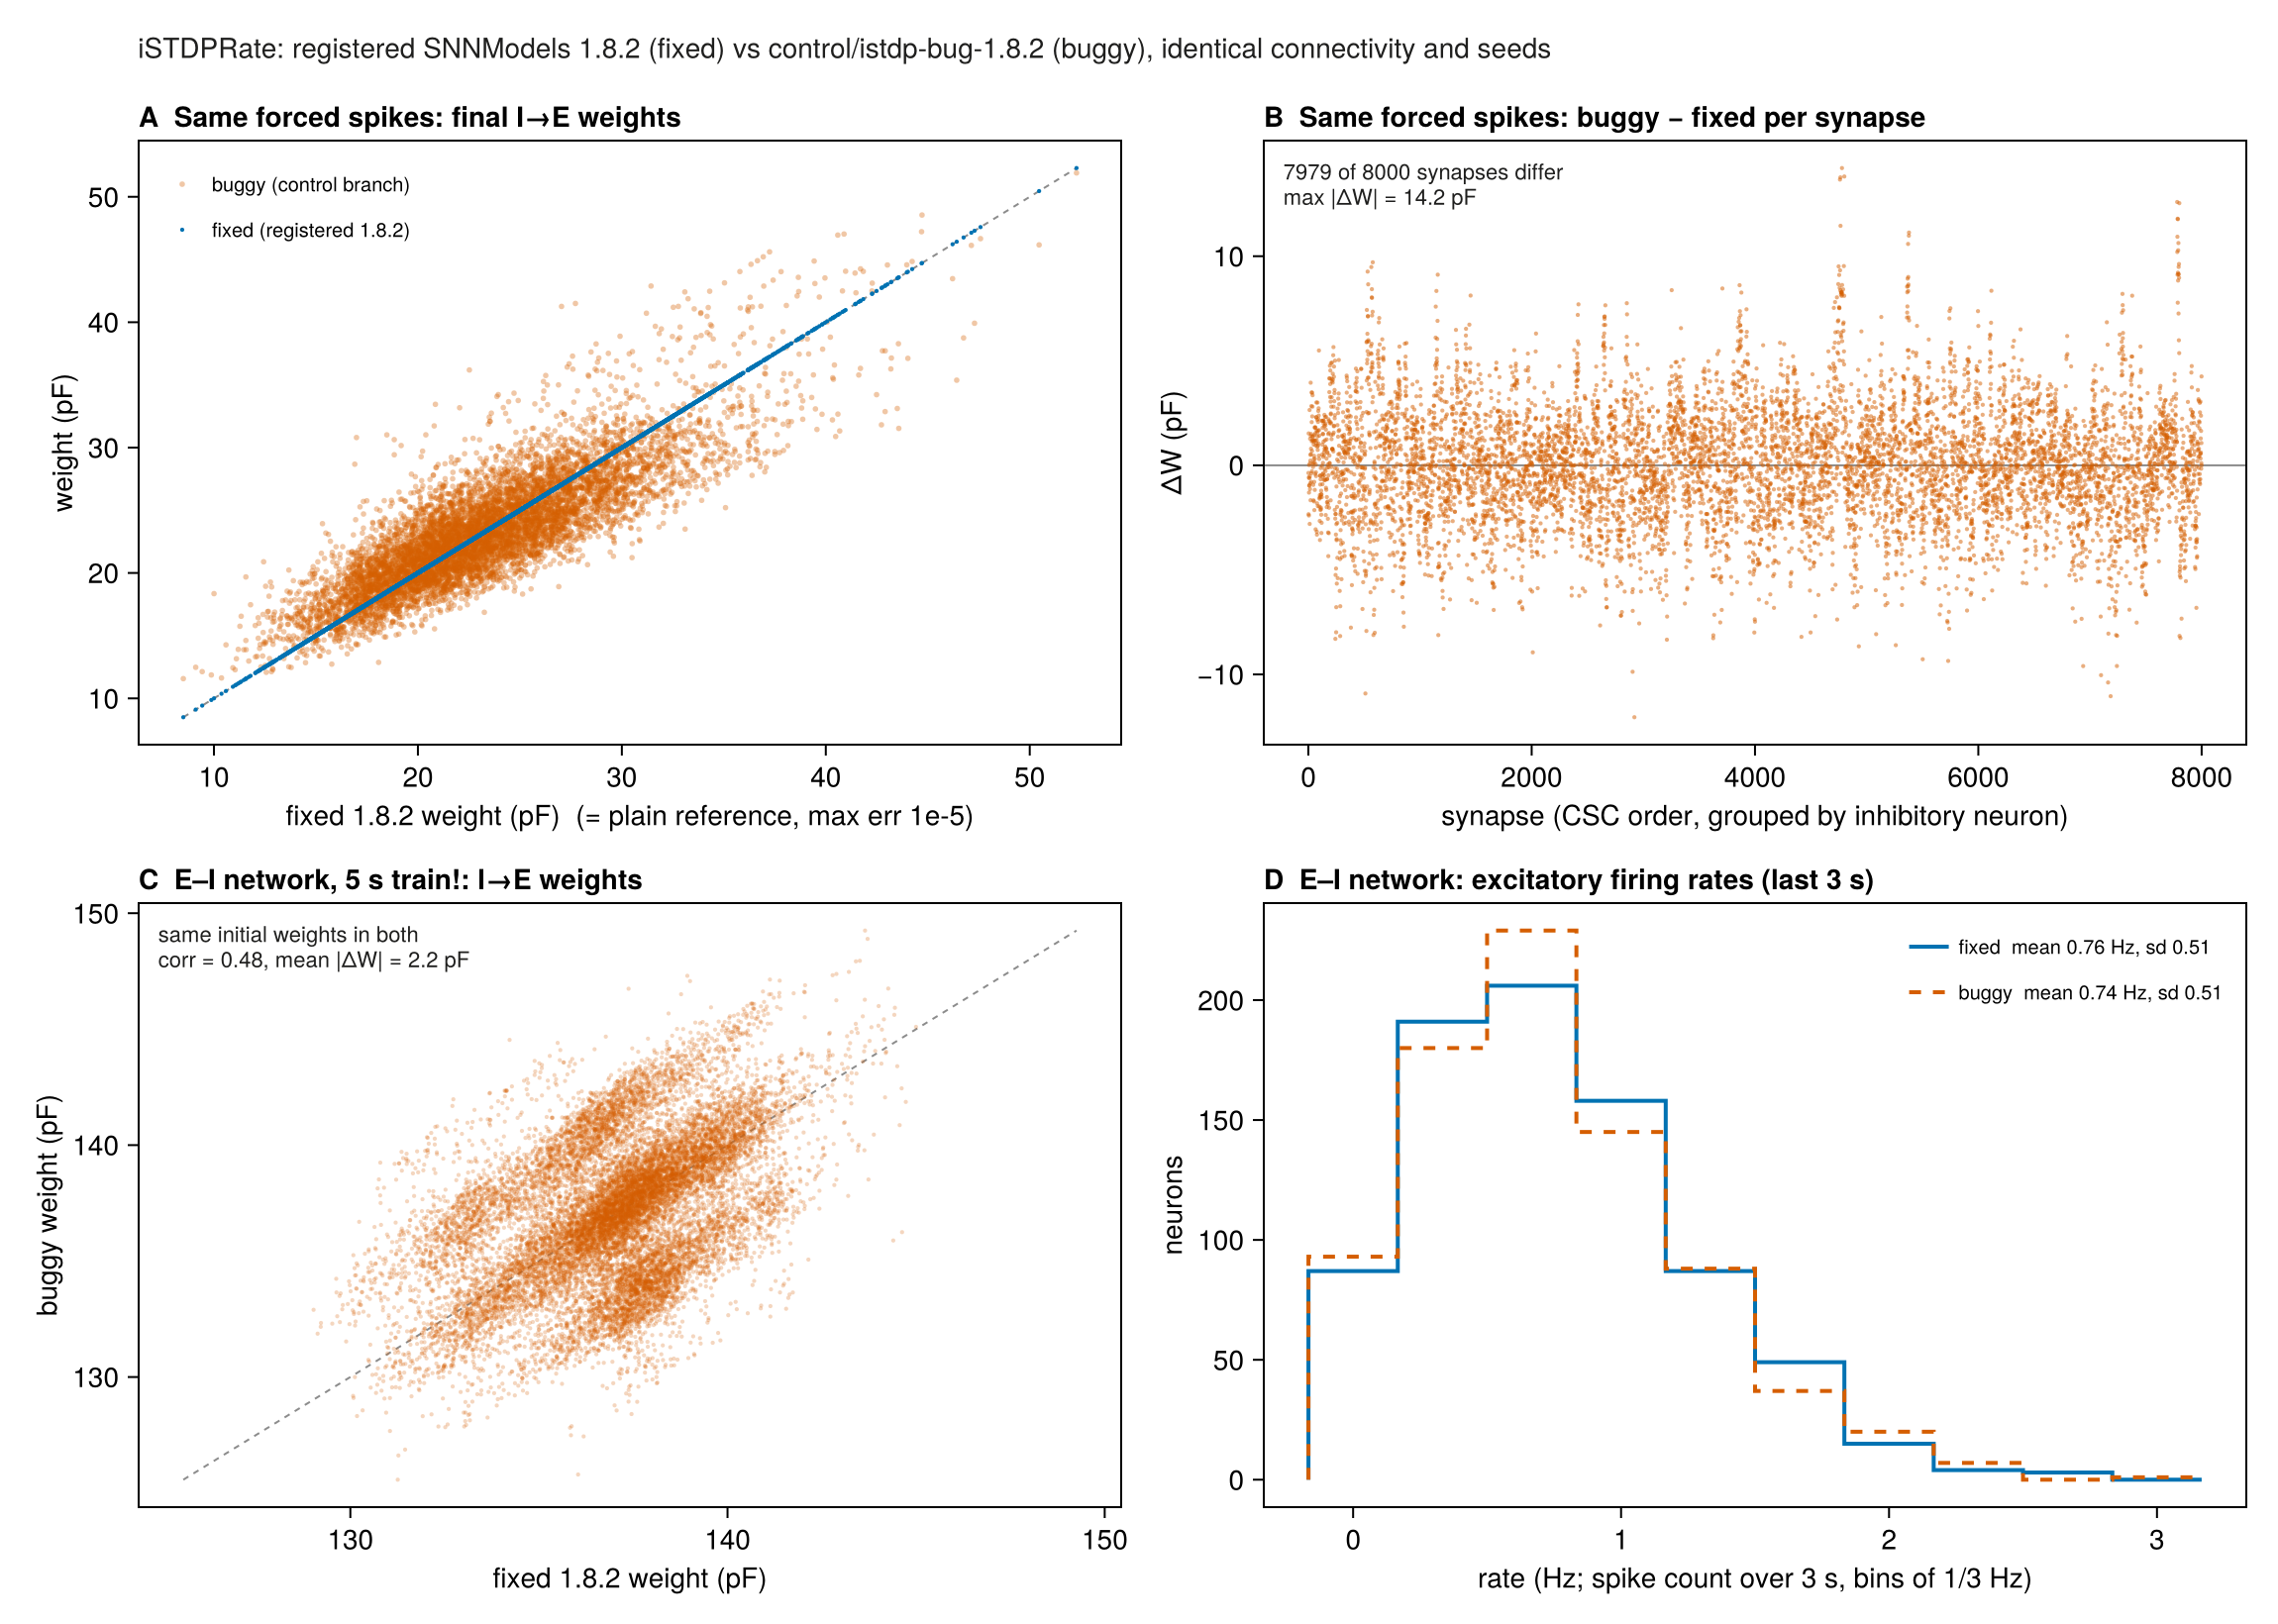 iSTDPRate: registered SNNModels 1.8.2 (fixed) vs control/istdp-bug-1.8.2 (buggy), identical connectivity and seeds
A Same forced spikes: final I→E weights
buggy (control branch)
fixed (registered 1.8.2)
50
40
30
20
10
weight (pF)
10 20 30 40 50
fixed 1.8.2 weight (pF) (= plain reference, max err 1e-5)
B Same forced spikes: buggy − fixed per synapse
7979 of 8000 synapses differ
max |ΔW| = 14.2 pF
10
0
−10
ΔW (pF)
0 2000 4000 6000 8000
synapse (CSC order, grouped by inhibitory neuron)
C E–I network, 5 s train!: I→E weights
same initial weights in both
corr = 0.48, mean |ΔW| = 2.2 pF
150
140
130
buggy weight (pF)
130 140 150
fixed 1.8.2 weight (pF)
D E–I network: excitatory firing rates (last 3 s)
fixed mean 0.76 Hz, sd 0.51
buggy mean 0.74 Hz, sd 0.51
200
150
100
50
0
neurons
0 1 2 3
rate (Hz; spike count over 3 s, bins of 1/3 Hz)